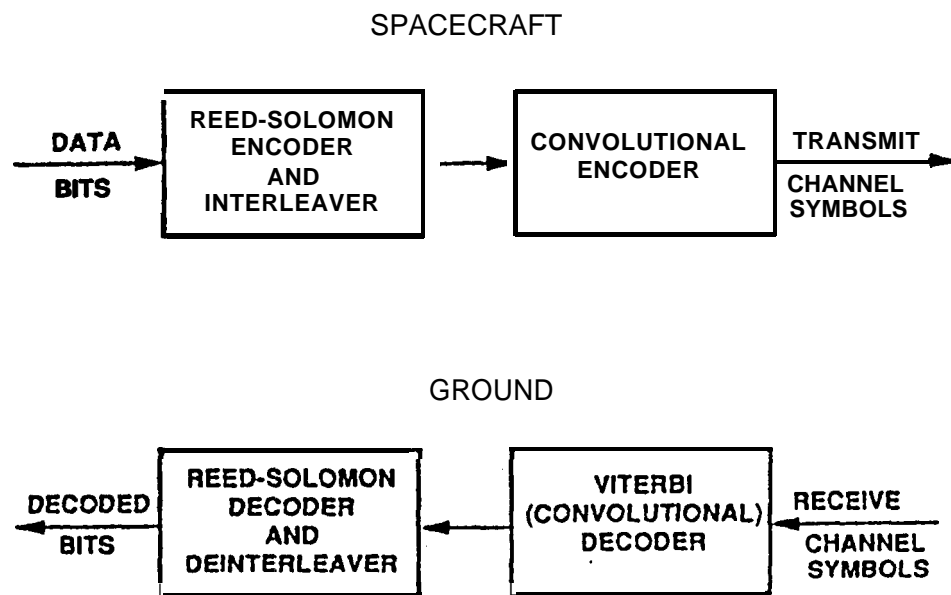 SPACECRAFT
DATA
BITS
REED-SOLOMON
ENCODER
AND
INTERLEAVER
CONVOLUTIONAL
ENCODER
TRANSMIT
CHANNEL
SYMBOLS
GROUND
DECODED
BITS
REED-SOLOMON
DECODER
AND
DEINTERLEAVER
VITERBI
(CONVOLUTIONAL)
DECODER
RECEIVE
CHANNEL
SYMBOLS